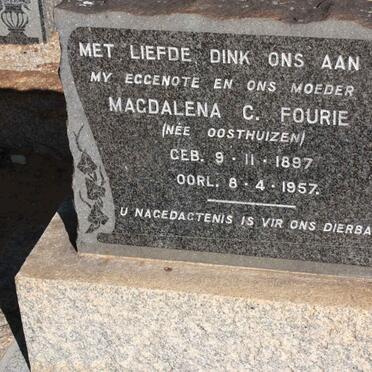 MET LIEFDE DINK ONS AAN
MY EGGENOTE EN ONS MOEDER
MAGDALENA C. FOURIE
(NÉE OOSTHUIZEN)
GEB. 9-11-1897
OORL. 8-4-1957.
U NAGEDAGTENIS IS VIR ONS DIERBA